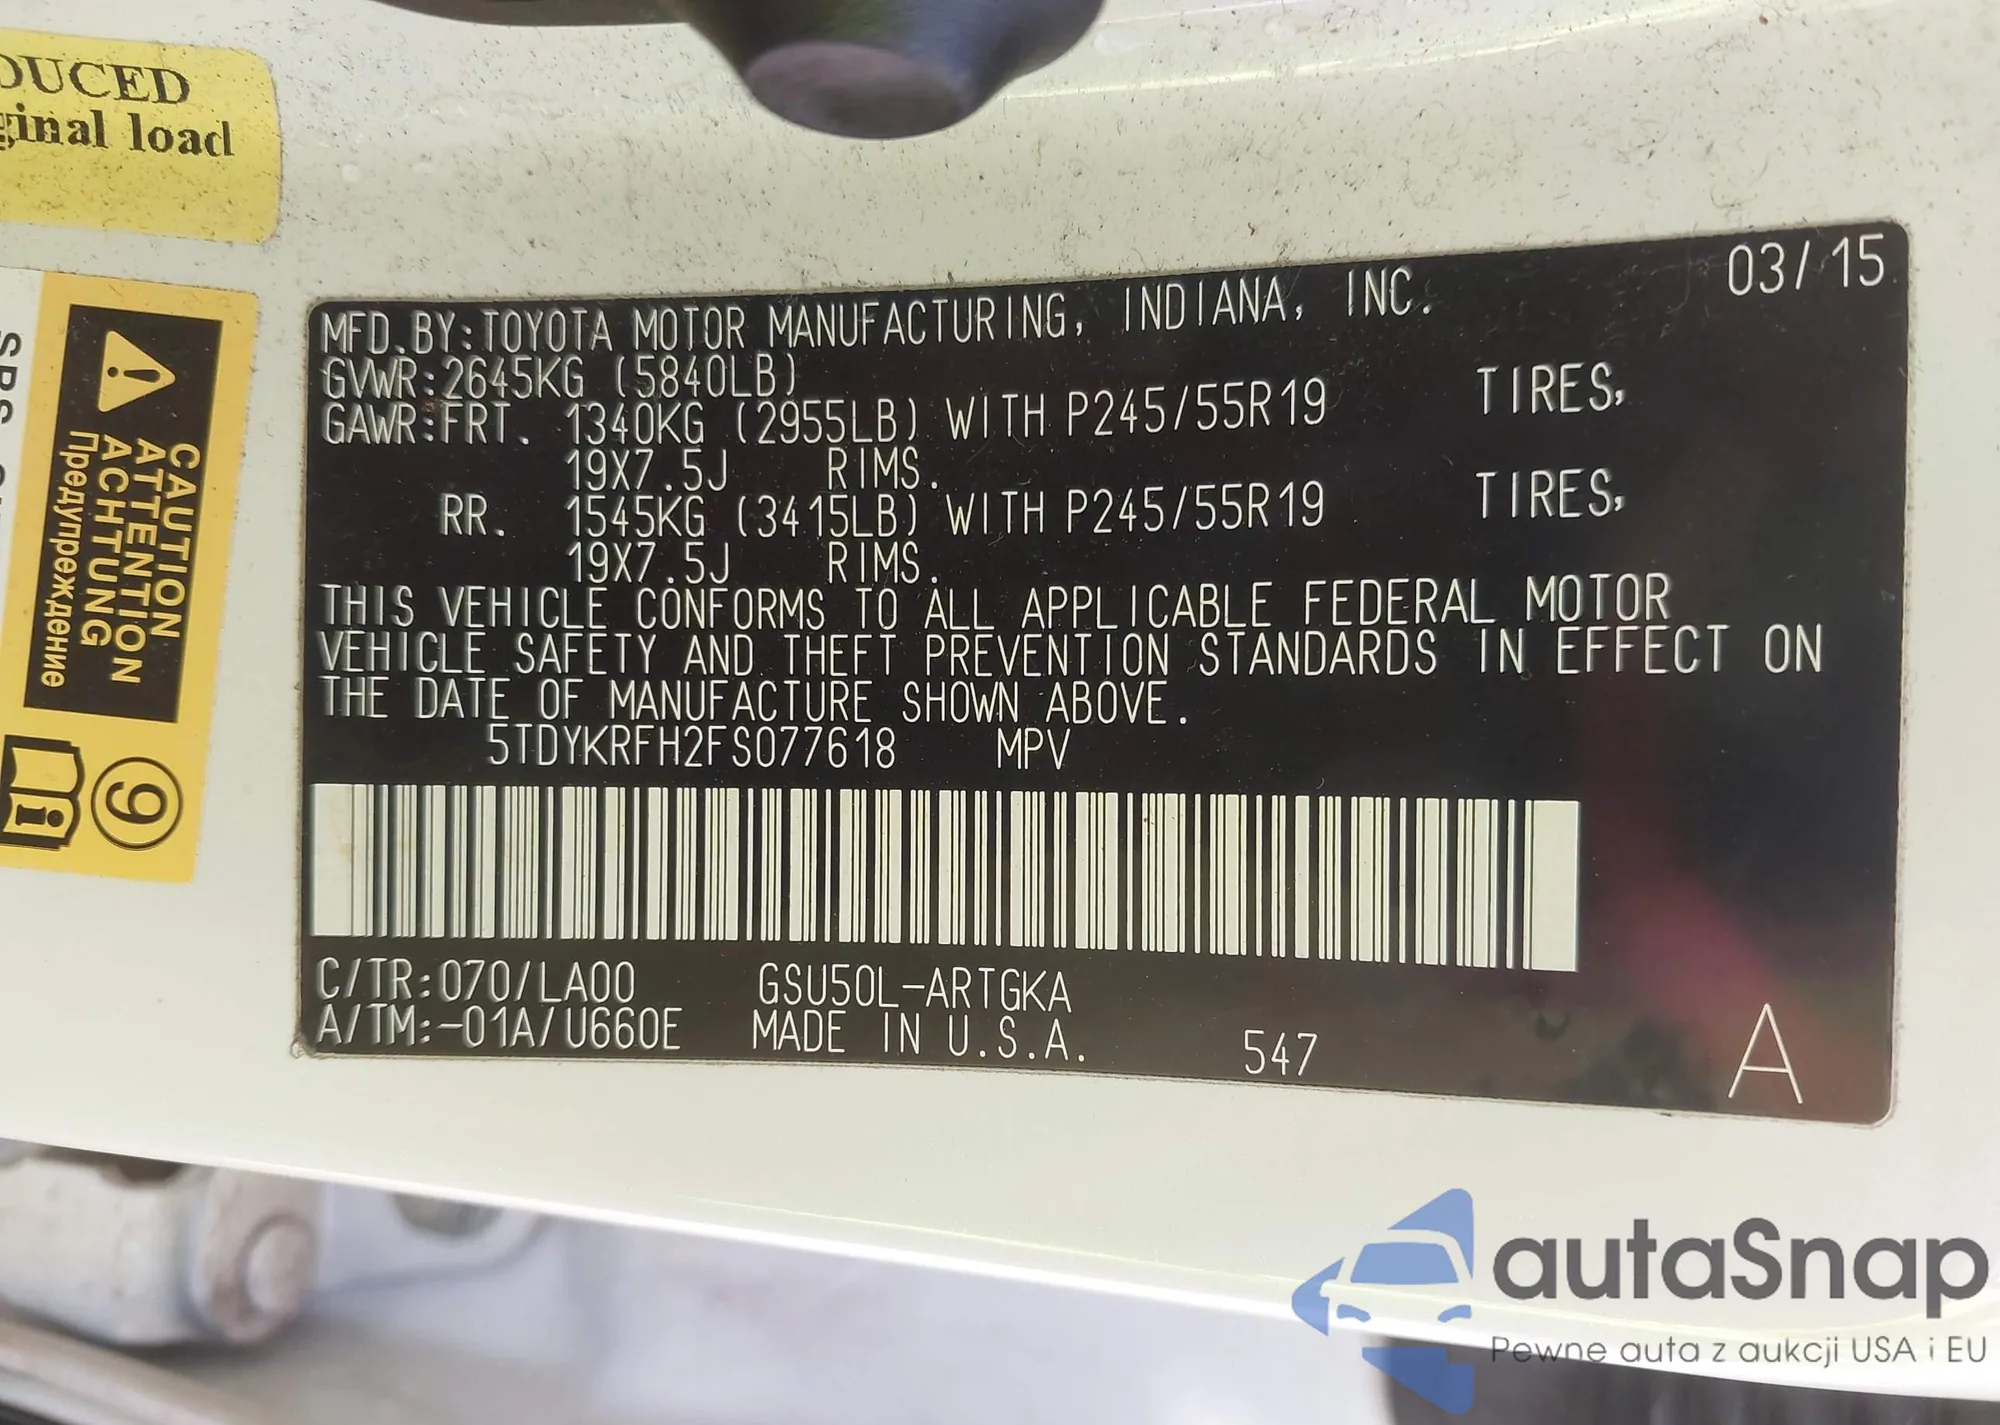 DUCED
ginal load
CAUTION
ATTENTION
ACHTUNG
Предупреждение
9
i
03/15
MFD.BY:TOYOTA MOTOR MANUFACTURING, INDIANA, INC.
GVWR:2645KG (5840LB)
GAWR:FRT. 1340KG (2955LB) WITH P245/55R19 TIRES,
19X7.5J RIMS.
RR. 1545KG (3415LB) WITH P245/55R19 TIRES,
19X7.5J RIMS.
THIS VEHICLE CONFORMS TO ALL APPLICABLE FEDERAL MOTOR
VEHICLE SAFETY AND THEFT PREVENTION STANDARDS IN EFFECT ON
THE DATE OF MANUFACTURE SHOWN ABOVE.
5TDYKRFH2FS077618 MPV
C/TR:070/LA00 GSU50L-ARTGKA
A/TM:-01A/U660E MADE IN U.S.A. 547 A
autaSnap
Pewne auta z aukcji USA i EU